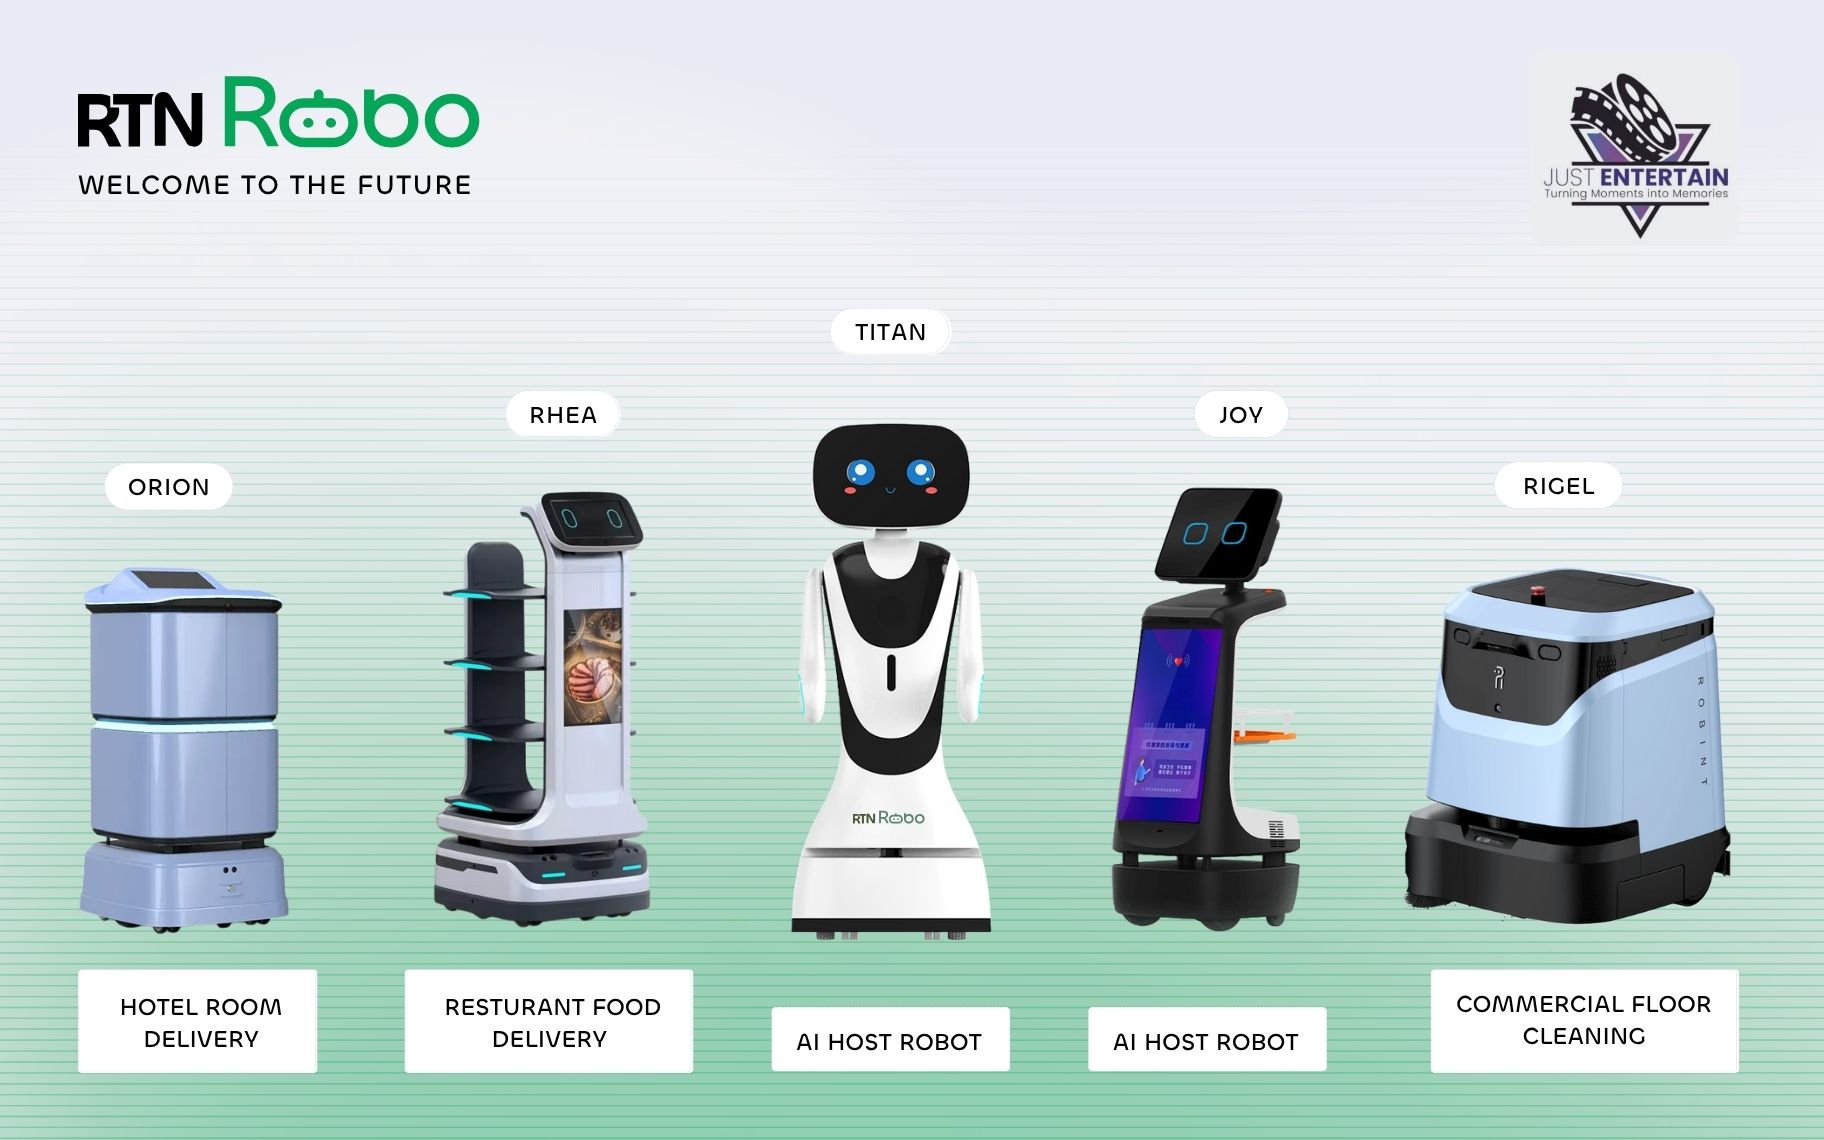 RTN Robo
WELCOME TO THE FUTURE
JUST ENTERTAIN
Turning Moments into Memories
TITAN
RHEA
JOY
ORION
RIGEL
ROBINT
RTN Robo
HOTEL ROOM
DELIVERY
RESTURANT FOOD
DELIVERY
AI HOST ROBOT
AI HOST ROBOT
COMMERCIAL FLOOR
CLEANING